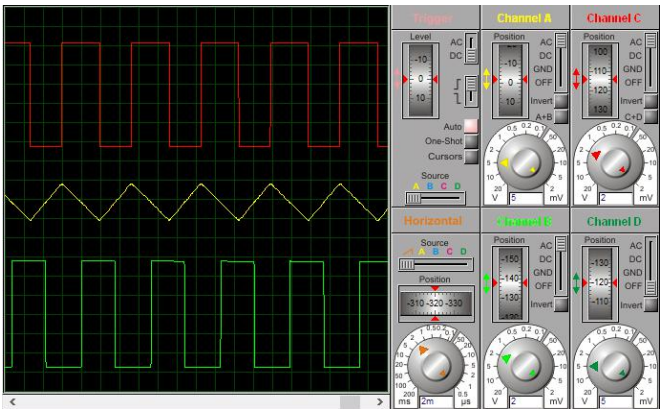 Trigger
Level
AC
DC
-10
0
10
Auto
One-Shot
Cursors
Source
A B C D
Channel A
Position
AC
DC
GND
OFF
Invert
A+B
-10
0
10
V
5
mV
Channel C
Position
AC
DC
GND
OFF
Invert
C+D
100
-110
-120
130
V
2
mV
Horizontal
Source
A B C D
Position
-310 -320 -330
ms
2m
µs
Channel B
Position
AC
DC
GND
OFF
Invert
-150
-140
-130
V
2
mV
Channel D
Position
AC
DC
GND
OFF
Invert
-130
-120
-110
V
5
mV